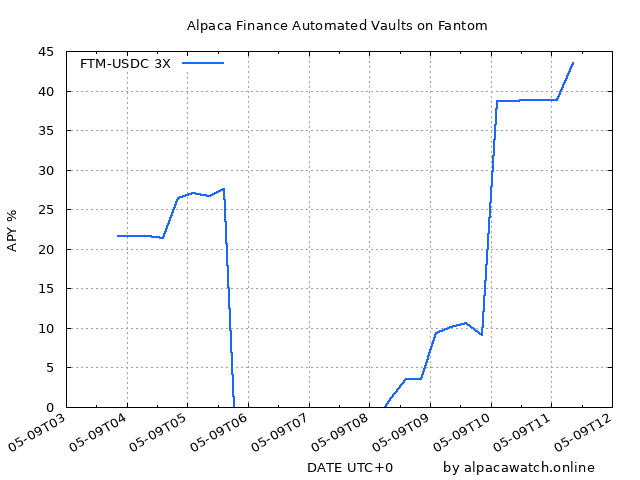 Alpaca Finance Automated Vaults on Fantom
FTM-USDC 3X
APY %
45
40
35
30
25
20
15
10
5
0
05-09T03 05-09T04 05-09T05 05-09T06 05-09T07 05-09T08 05-09T09 05-09T10 05-09T11 05-09T12
DATE UTC+0 by alpacawatch.online